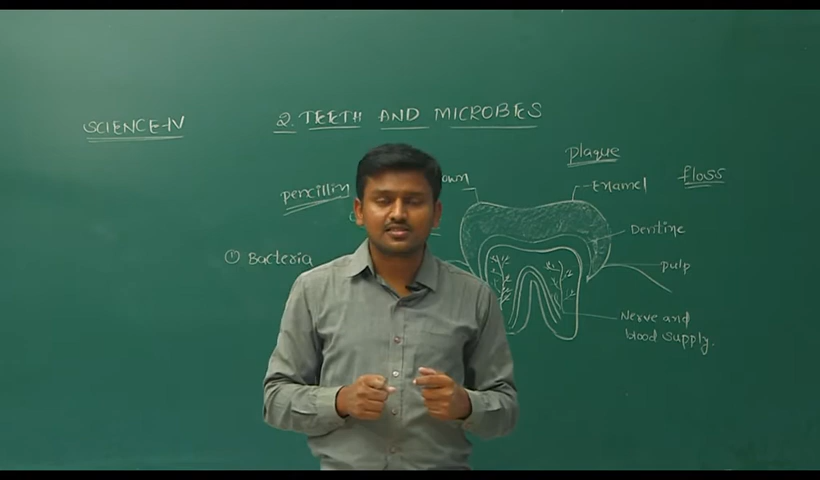 SCIENCE-IV
2. TEETH AND MICROBES
plaque
floss
pencillin
Enamel
Dentine
① Bacteria
pulp
Nerve and
blood supply.